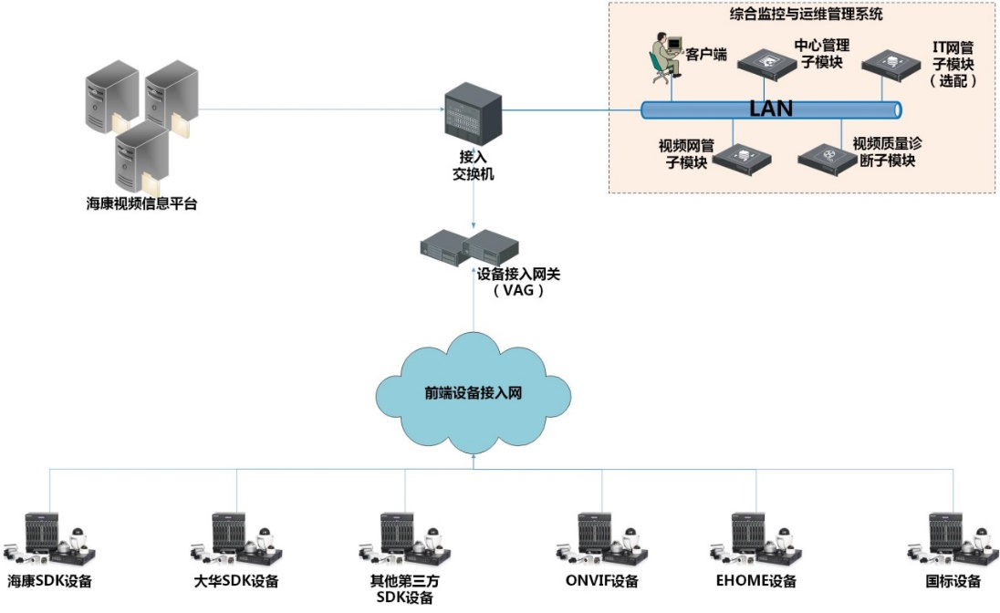 综合监控与运维管理系统
客户端
中心管理
子模块
IT网管
子模块
（选配）
LAN
视频网管
子模块
视频质量诊
断子模块
接入
交换机
海康视频信息平台
设备接入网关
（VAG）
前端设备接入网
海康SDK设备
大华SDK设备
其他第三方
SDK设备
ONVIF设备
EHOME设备
国标设备